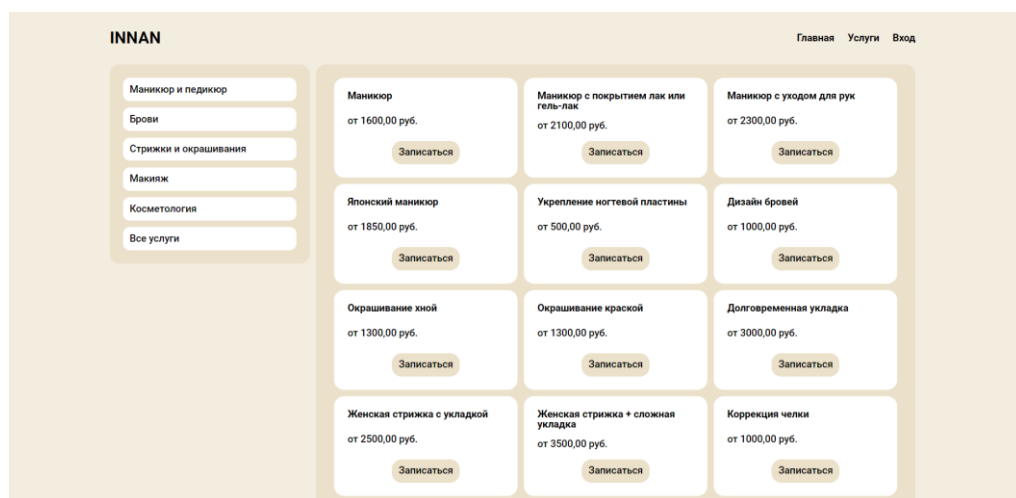 INNAN
Главная Услуги Вход
Маникюр и педикюр
Брови
Стрижки и окрашивания
Макияж
Косметология
Все услуги
Маникюр
от 1600,00 руб.
Записаться
Маникюр с покрытием лак или
гель-лак
от 2100,00 руб.
Записаться
Маникюр с уходом для рук
от 2300,00 руб.
Записаться
Японский маникюр
от 1850,00 руб.
Записаться
Укрепление ногтевой пластины
от 500,00 руб.
Записаться
Дизайн бровей
от 1000,00 руб.
Записаться
Окрашивание хной
от 1300,00 руб.
Записаться
Окрашивание краской
от 1300,00 руб.
Записаться
Долговременная укладка
от 3000,00 руб.
Записаться
Женская стрижка с укладкой
от 2500,00 руб.
Записаться
Женская стрижка + сложная
укладка
от 3500,00 руб.
Записаться
Коррекция челки
от 1000,00 руб.
Записаться